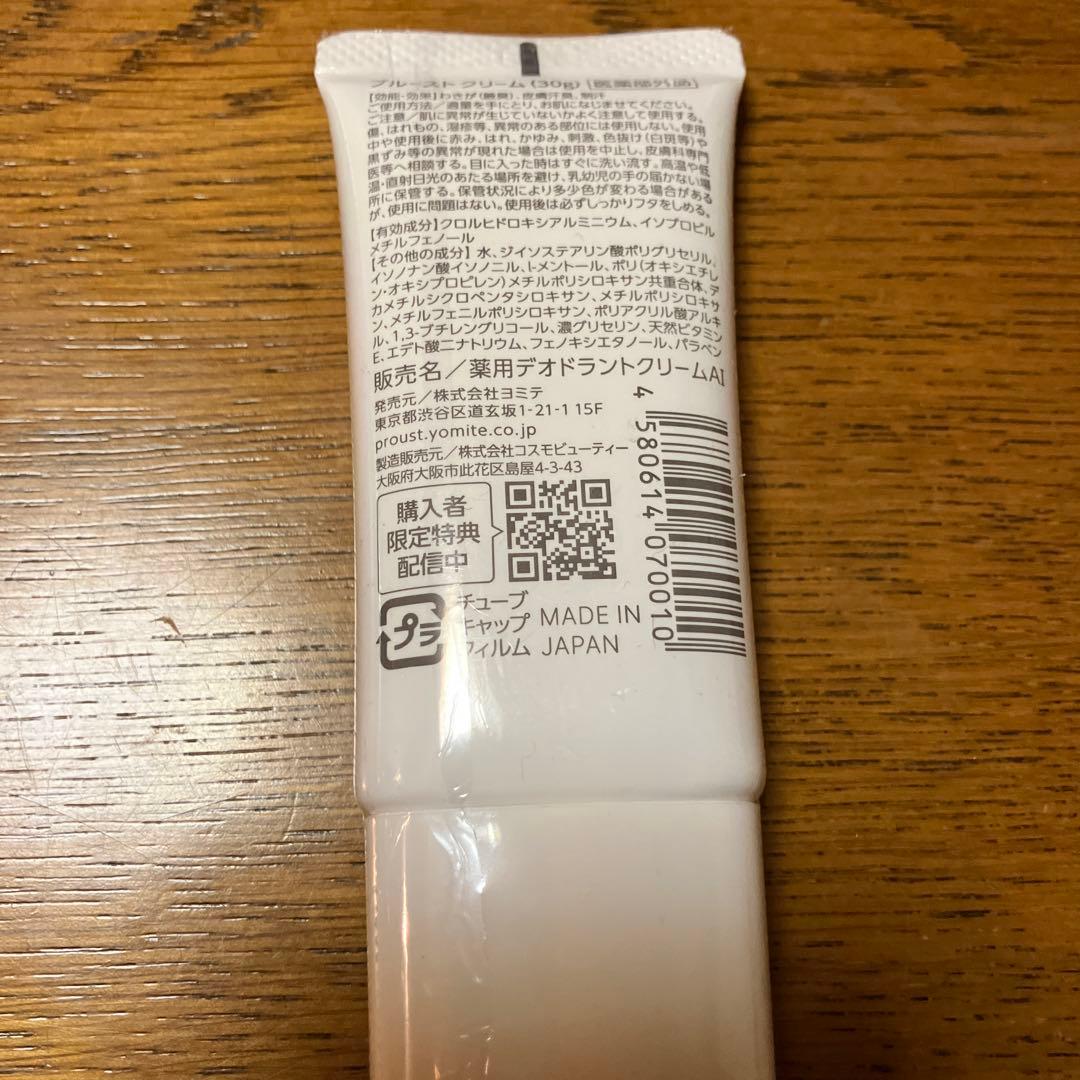 プルーストクリーム(30g) [医薬部外品]
【効能・効果】わきが(腋臭)、皮膚汗臭、制汗
ご使用方法／適量を手にとり、お肌になじませてください。
ご注意／肌に異常が生じていないかよく注意して使用する。
傷、はれもの、湿疹等、異常のある部位には使用しない。使用
中や使用後に赤み、はれ、かゆみ、刺激、色抜け(白斑等)や
黒ずみ等の異常が現れた場合は使用を中止し、皮膚科専門
医等へ相談する。目に入った時はすぐに洗い流す。高温や低
温・直射日光のあたる場所を避け、乳幼児の手の届かない場
所に保管する。保管状況により多少色が変わる場合がある
が、使用に問題はない。使用後は必ずしっかりフタをしめる。
【有効成分】クロルヒドロキシアルミニウム、イソプロピル
メチルフェノール
【その他の成分】水、ジイソステアリン酸ポリグリセリル、
イソノナン酸イソノニル、l-メントール、ポリ(オキシエチレ
ン・オキシプロピレン)メチルポリシロキサン共重合体、デ
カメチルシクロペンタシロキサン、メチルポリシロキサ
ン、メチルフェニルポリシロキサン、ポリアクリル酸アルキ
ル、1,3-ブチレングリコール、濃グリセリン、天然ビタミン
E、エデト酸二ナトリウム、フェノキシエタノール、パラベン
販売名／薬用デオドラントクリームAI
発売元／株式会社ヨミテ
東京都渋谷区道玄坂1-21-1 15F
proust.yomite.co.jp
製造販売元／株式会社コスモビューティー
大阪府大阪市此花区島屋4-3-43
購入者
限定特典
配信中
プラ
チューブ
キャップ
フィルム
MADE IN
JAPAN
4 580614 070010